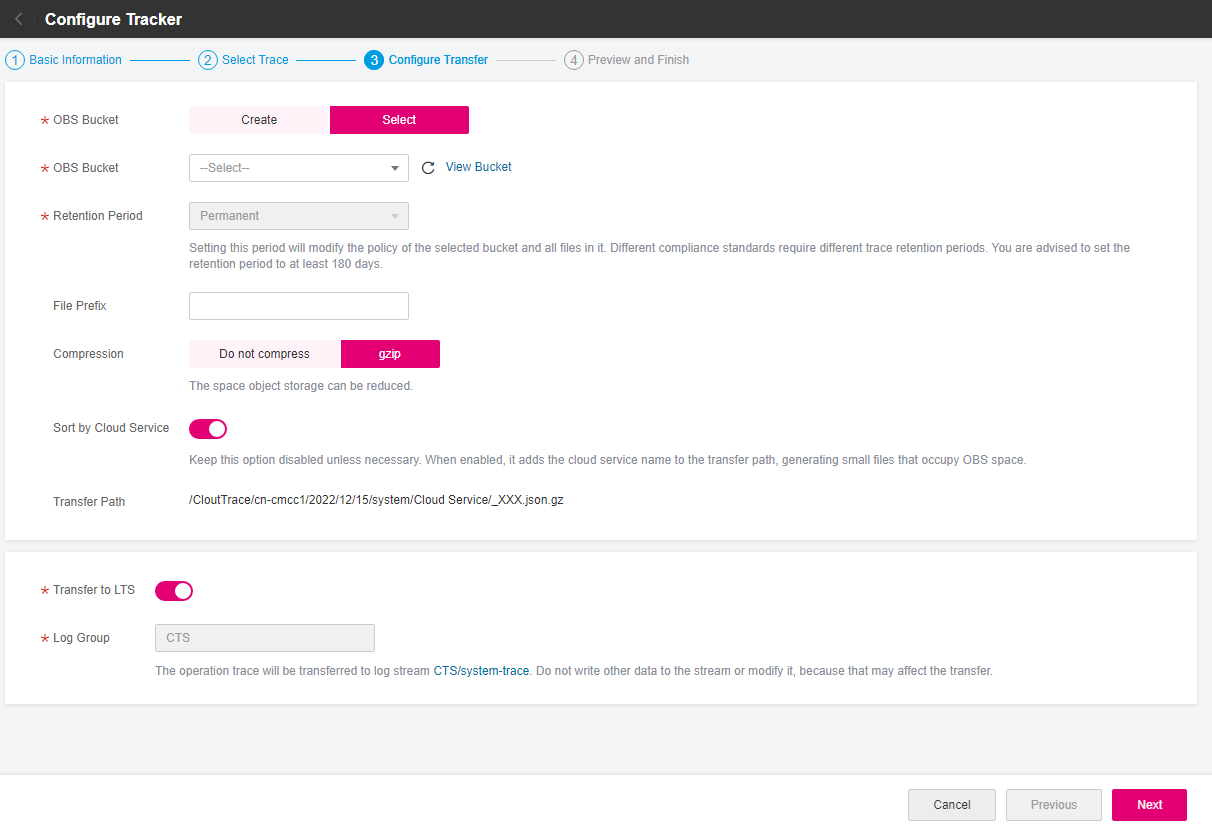 Configure Tracker
1 Basic Information 2 Select Trace 3 Configure Transfer 4 Preview and Finish
* OBS Bucket Create Select
* OBS Bucket --Select-- View Bucket
* Retention Period Permanent
Setting this period will modify the policy of the selected bucket and all files in it. Different compliance standards require different trace retention periods. You are advised to set the
retention period to at least 180 days.
File Prefix
Compression Do not compress gzip
The space object storage can be reduced.
Sort by Cloud Service
Keep this option disabled unless necessary. When enabled, it adds the cloud service name to the transfer path, generating small files that occupy OBS space.
Transfer Path /CloutTrace/cn-cmcc1/2022/12/15/system/Cloud Service/_XXX.json.gz
* Transfer to LTS
* Log Group CTS
The operation trace will be transferred to log stream CTS/system-trace. Do not write other data to the stream or modify it, because that may affect the transfer.
Cancel Previous Next